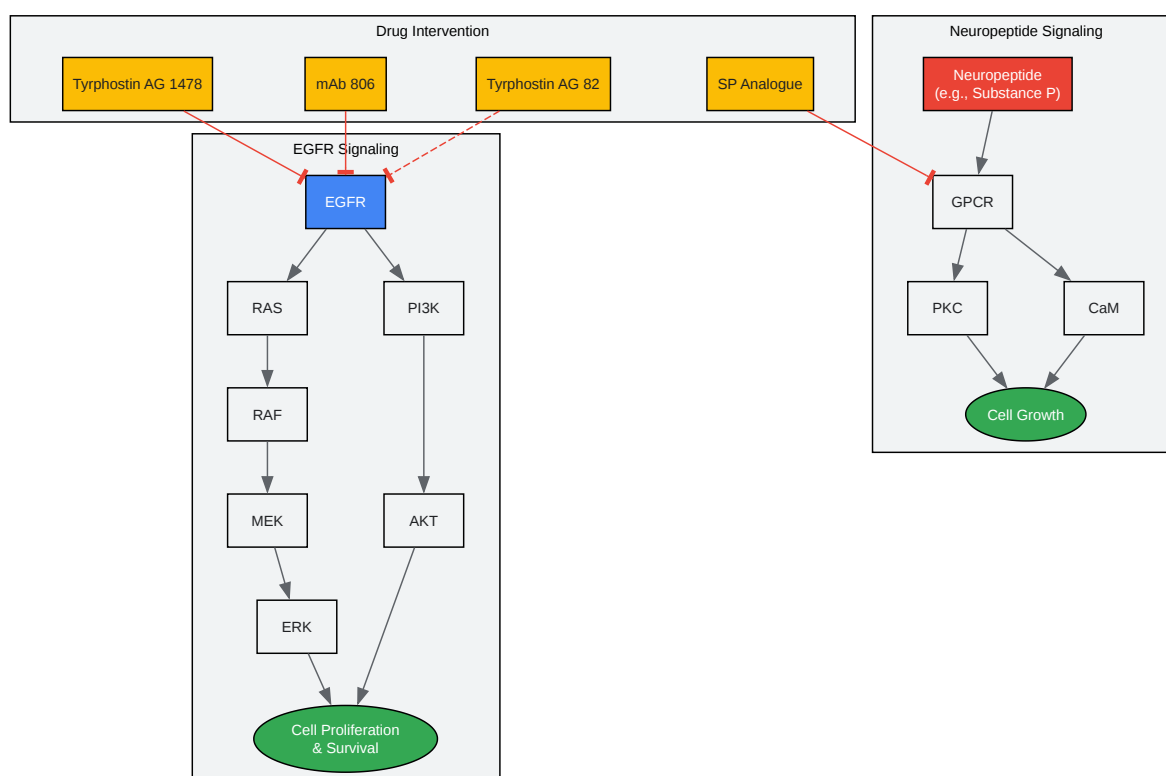 Drug Intervention
Neuropeptide Signaling
Tyrphostin AG 1478
mAb 806
Tyrphostin AG 82
SP Analogue
Neuropeptide
(e.g., Substance P)
EGFR Signaling
EGFR
GPCR
RAS
PI3K
PKC
CaM
RAF
Cell Growth
MEK
AKT
ERK
Cell Proliferation
& Survival